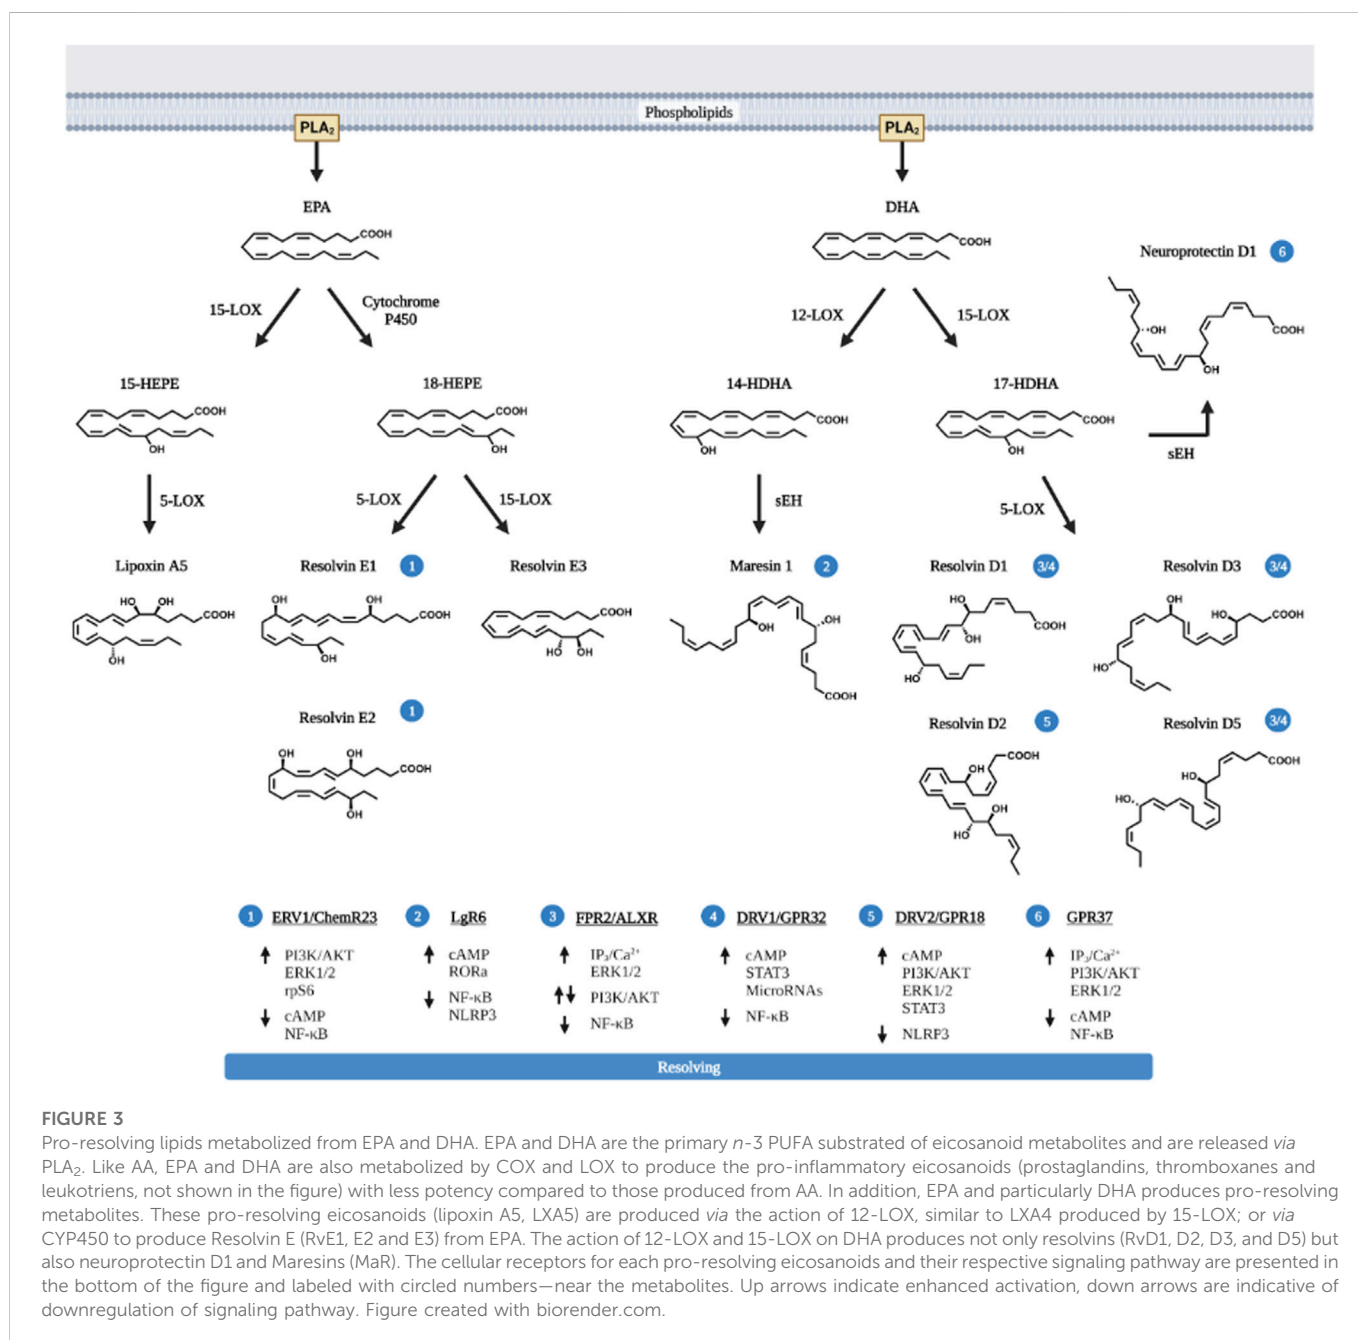 Phospholipids
PLA₂
PLA₂
EPA
COOH
DHA
COOH
Neuroprotectin D1 6
OH
COOH
OH
15-LOX
Cytochrome
P450
12-LOX
15-LOX
15-HEPE
COOH
OH
18-HEPE
COOH
OH
14-HDHA
COOH
OH
17-HDHA
COOH
OH
sEH
5-LOX
5-LOX
15-LOX
sEH
5-LOX
Lipoxin A5
HO OH
COOH
OH
Resolvin E1 1
OH OH
COOH
OH
Resolvin E3
COOH
HO OH
Maresin 1 2
OH
OH
COOH
Resolvin D1 3/4
HO
COOH
OH
HO
Resolvin D3 3/4
OH
HO
COOH
HO
Resolvin E2 1
OH OH
COOH
OH
Resolvin D2 5
COOH
OH
OH
HO
Resolvin D5 3/4
COOH
HO
HO
1 ERV1/ChemR23
PI3K/AKT
ERK1/2
rpS6
cAMP
NF-κB
2 LgR6
cAMP
RORa
NF-κB
NLRP3
3 FPR2/ALXR
IP₃/Ca²⁺
ERK1/2
PI3K/AKT
NF-κB
4 DRV1/GPR32
cAMP
STAT3
MicroRNAs
NF-κB
5 DRV2/GPR18
cAMP
PI3K/AKT
ERK1/2
STAT3
NLRP3
6 GPR37
IP₃/Ca²⁺
PI3K/AKT
ERK1/2
cAMP
NF-κB
Resolving
FIGURE 3
Pro-resolving lipids metabolized from EPA and DHA. EPA and DHA are the primary n-3 PUFA substrated of eicosanoid metabolites and are released via
PLA₂. Like AA, EPA and DHA are also metabolized by COX and LOX to produce the pro-inflammatory eicosanoids (prostaglandins, thromboxanes and
leukotriens, not shown in the figure) with less potency compared to those produced from AA. In addition, EPA and particularly DHA produces pro-resolving
metabolites. These pro-resolving eicosanoids (lipoxin A5, LXA5) are produced via the action of 12-LOX, similar to LXA4 produced by 15-LOX; or via
CYP450 to produce Resolvin E (RvE1, E2 and E3) from EPA. The action of 12-LOX and 15-LOX on DHA produces not only resolvins (RvD1, D2, D3, and D5) but
also neuroprotectin D1 and Maresins (MaR). The cellular receptors for each pro-resolving eicosanoids and their respective signaling pathway are presented in
the bottom of the figure and labeled with circled numbers—near the metabolites. Up arrows indicate enhanced activation, down arrows are indicative of
downregulation of signaling pathway. Figure created with biorender.com.